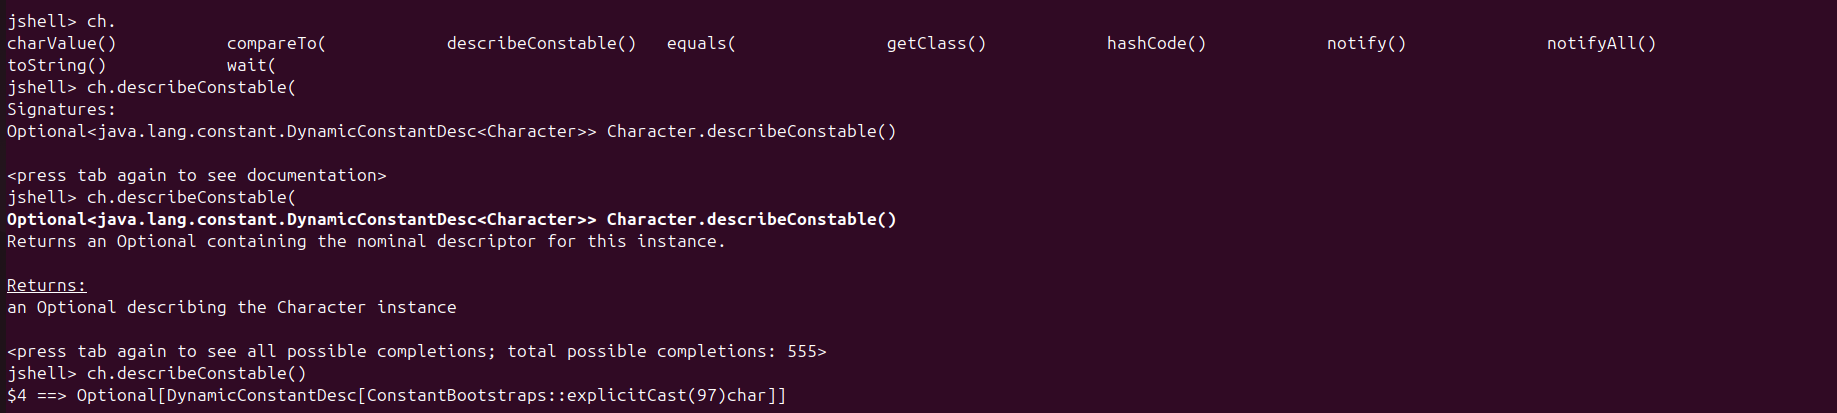 jshell> ch.
charValue() compareTo( describeConstable() equals( getClass() hashCode() notify() notifyAll()
toString() wait(
jshell> ch.describeConstable(
Signatures:
Optional<java.lang.constant.DynamicConstantDesc<Character>> Character.describeConstable()
<press tab again to see documentation>
jshell> ch.describeConstable(
Optional<java.lang.constant.DynamicConstantDesc<Character>> Character.describeConstable()
Returns an Optional containing the nominal descriptor for this instance.
Returns:
an Optional describing the Character instance
<press tab again to see all possible completions; total possible completions: 555>
jshell> ch.describeConstable()
$4 ==> Optional[DynamicConstantDesc[ConstantBootstraps::explicitCast(97)char]]